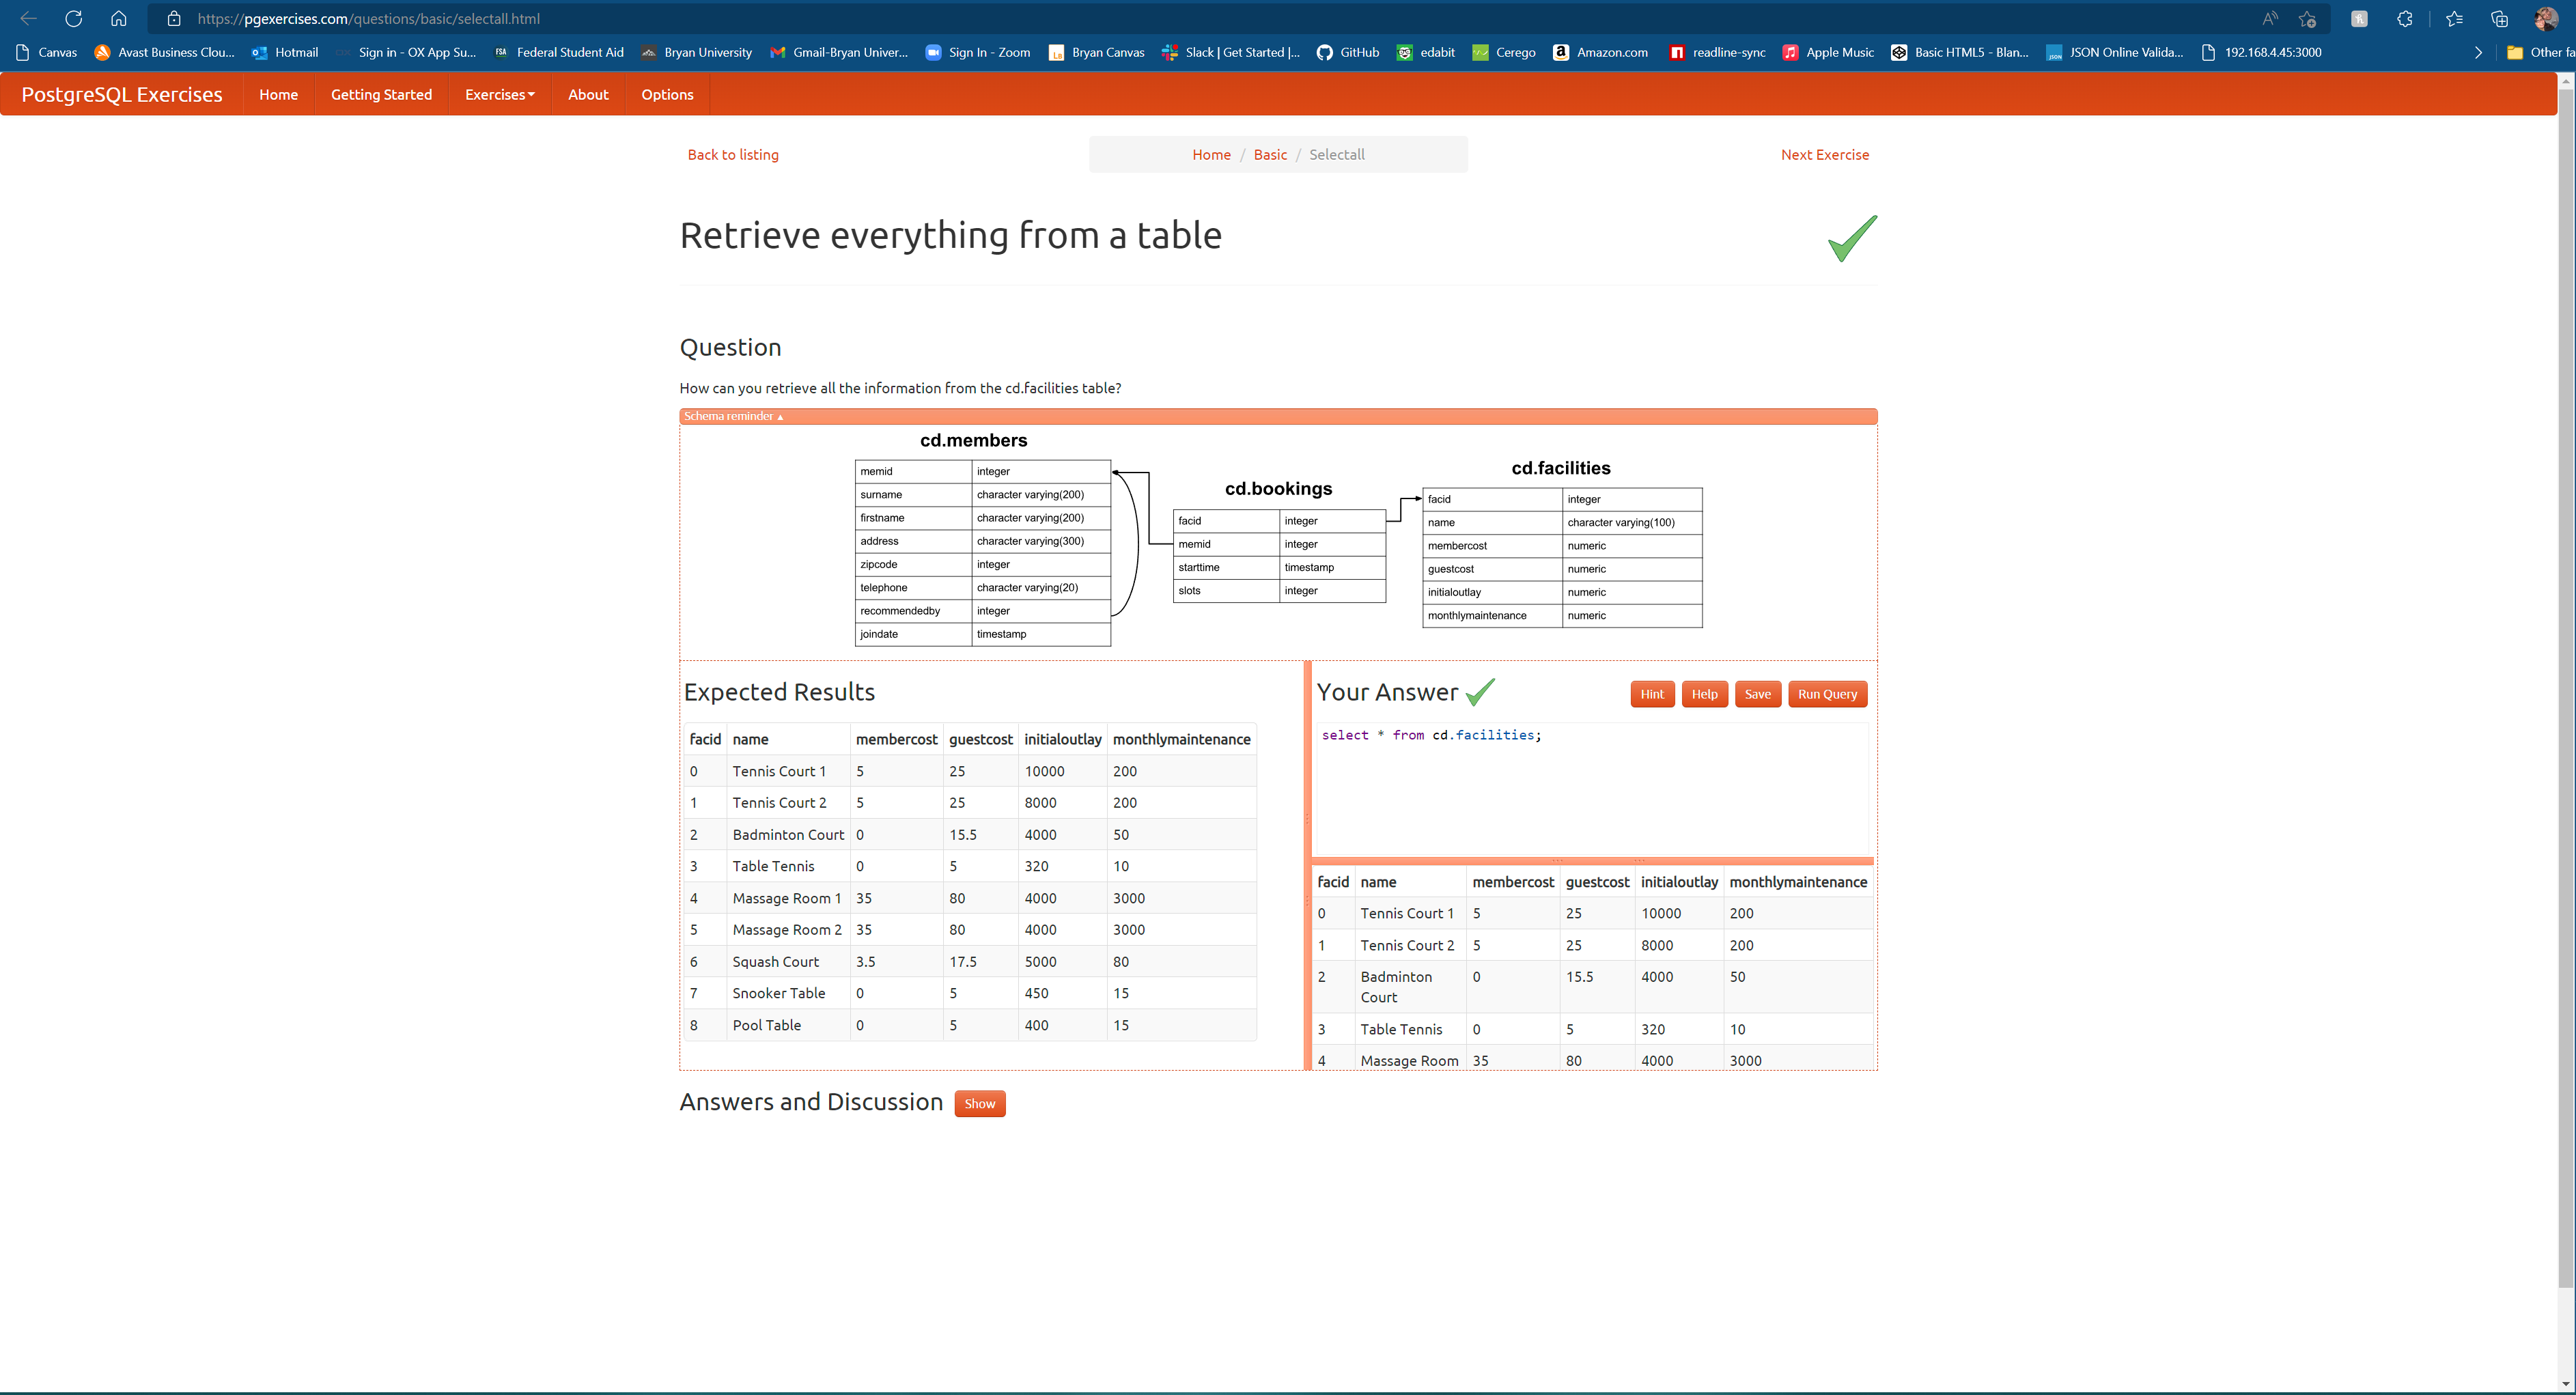 https://pgexercises.com/questions/basic/selectall.html
Canvas Avast Business Clou... Hotmail Sign in - OX App Su... Federal Student Aid Bryan University Gmail-Bryan Univer... Sign In - Zoom Bryan Canvas Slack | Get Started |... GitHub edabit Cerego Amazon.com readline-sync Apple Music Basic HTML5 - Blan... JSON Online Valida... 192.168.4.45:3000 Other fa
PostgreSQL Exercises Home Getting Started Exercises About Options
Back to listing Home / Basic / Selectall Next Exercise
Retrieve everything from a table
Question
How can you retrieve all the information from the cd.facilities table?
Schema reminder
cd.members
memid integer
surname character varying(200)
firstname character varying(200)
address character varying(300)
zipcode integer
telephone character varying(20)
recommendedby integer
joindate timestamp
cd.bookings
facid integer
memid integer
starttime timestamp
slots integer
cd.facilities
facid integer
name character varying(100)
membercost numeric
guestcost numeric
initialoutlay numeric
monthlymaintenance numeric
Expected Results
facid name membercost guestcost initialoutlay monthlymaintenance
0 Tennis Court 1 5 25 10000 200
1 Tennis Court 2 5 25 8000 200
2 Badminton Court 0 15.5 4000 50
3 Table Tennis 0 5 320 10
4 Massage Room 1 35 80 4000 3000
5 Massage Room 2 35 80 4000 3000
6 Squash Court 3.5 17.5 5000 80
7 Snooker Table 0 5 450 15
8 Pool Table 0 5 400 15
Your Answer Hint Help Save Run Query
select * from cd.facilities;
facid name membercost guestcost initialoutlay monthlymaintenance
0 Tennis Court 1 5 25 10000 200
1 Tennis Court 2 5 25 8000 200
2 Badminton 0 15.5 4000 50
Court
3 Table Tennis 0 5 320 10
4 Massage Room 35 80 4000 3000
Answers and Discussion Show